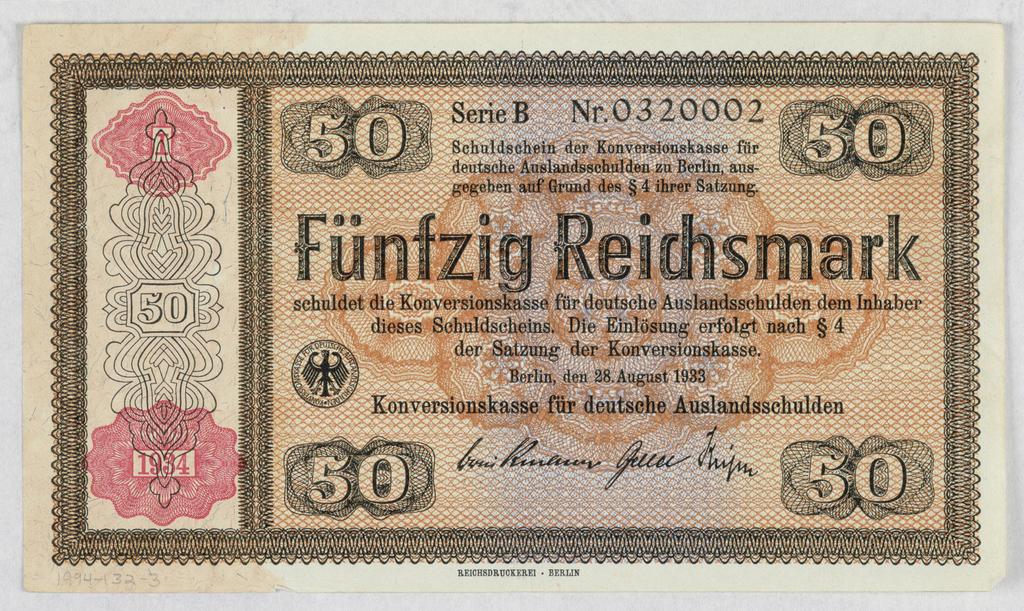 50
Serie B Nr. 0320002
50
Schuldschein der Konversionskasse für
deutsche Auslandsschulden zu Berlin, aus-
gegeben auf Grund des § 4 ihrer Satzung.
Fünfzig Reichsmark
schuldet die Konversionskasse für deutsche Auslandsschulden dem Inhaber
dieses Schuldscheins. Die Einlösung erfolgt nach § 4
der Satzung der Konversionskasse.
Berlin, den 28. August 1933
Konversionskasse für deutsche Auslandsschulden
50
50
50
1934
REICHSDRUCKEREI · BERLIN
1994-132-3